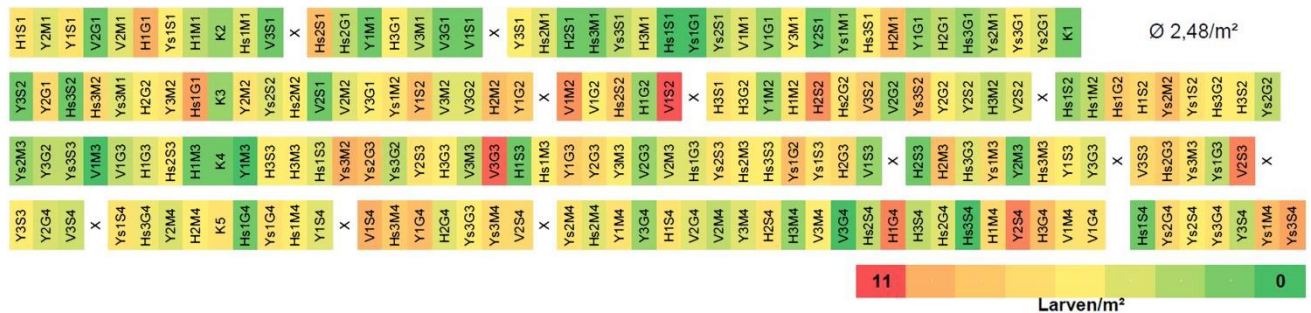 H1S1 Y2M1 Y1S1 V2G1 V2M1 H1G1 Ys1S1 H1M1 K2 Hs1M1 V3S1 X Hs2S1 Hs2G1 Y1M1 H3G1 V3M1 V3G1 V1S1 X Y3S1 Hs2M1 H2S1 Hs3M1 Ys3S1 H3M1 Hs1S1 Ys1G1 Ys2S1 V1M1 V1G1 Y3M1 Y2S1 Ys1M1 Hs3S1 H2M1 Y1G1 H2G1 Hs3G1 Ys2M1 Ys3G1 Ys2G1 K1 Ø 2,48/m²
Y3S2 Y2G1 Hs3S2 Hs3M2 Ys3M1 H2G2 Y3M2 Hs1G1 K3 Y2M2 Ys2S2 Hs2M2 V2S1 V2M2 Y3G1 Ys1M2 Y1S2 V3M2 V3G2 H2M2 Y1G2 X V1M2 V1G2 Hs2S2 H1G2 V1S2 X H3S1 H3G2 Y1M2 H1M2 H2S2 Hs2G2 V3S2 V2G2 Ys3S2 Y2G2 Y2S2 H3M2 V2S2 X Hs1S2 Hs1M2 Hs1G2 H1S2 Ys2M2 Ys1S2 Hs3G2 H3S2 Ys2G2
Ys2M3 Y3G2 Ys3S3 V1M3 V1G3 H1G3 Hs2S3 H1M3 K4 Y1M3 H3S3 H3M3 Hs1S3 Ys3M2 Ys2G3 Ys3G2 Y2S3 H3G3 V3M3 V3G3 H1S3 Hs1M3 Y1G3 Y2G3 Y3M3 V2G3 V2M3 Hs1G3 Ys2S3 Hs2M3 Hs3S3 Ys1G2 Ys1S3 H2G3 V1S3 X H2S3 H2M3 Hs3G3 Ys1M3 Y2M3 Hs3M3 Y1S3 Y3G3 X V3S3 Hs2G3 Ys3M3 Ys1G3 V2S3 X
Y3S3 Y2G4 V3S4 X Ys1S4 Hs3G4 Y2M4 H2M4 K5 Hs1G4 Ys1G4 Hs1M4 Y1S4 X V1S4 Hs3M4 Y1G4 H2G4 Ys3G3 Ys3M4 V2S4 X Ys2M4 Hs2M4 Y1M4 Y3G4 H1S4 V2G4 V2M4 Y3M4 H2S4 H3M4 V3M4 V3G4 Hs2S4 H1G4 H3S4 Hs2G4 Hs3S4 H1M4 Y2S4 H3G4 V1M4 V1G4 Hs1S4 Ys2G4 Ys2S4 Ys3G4 Y3S4 Ys1M4 Ys3S4
11 0
Larven/m²